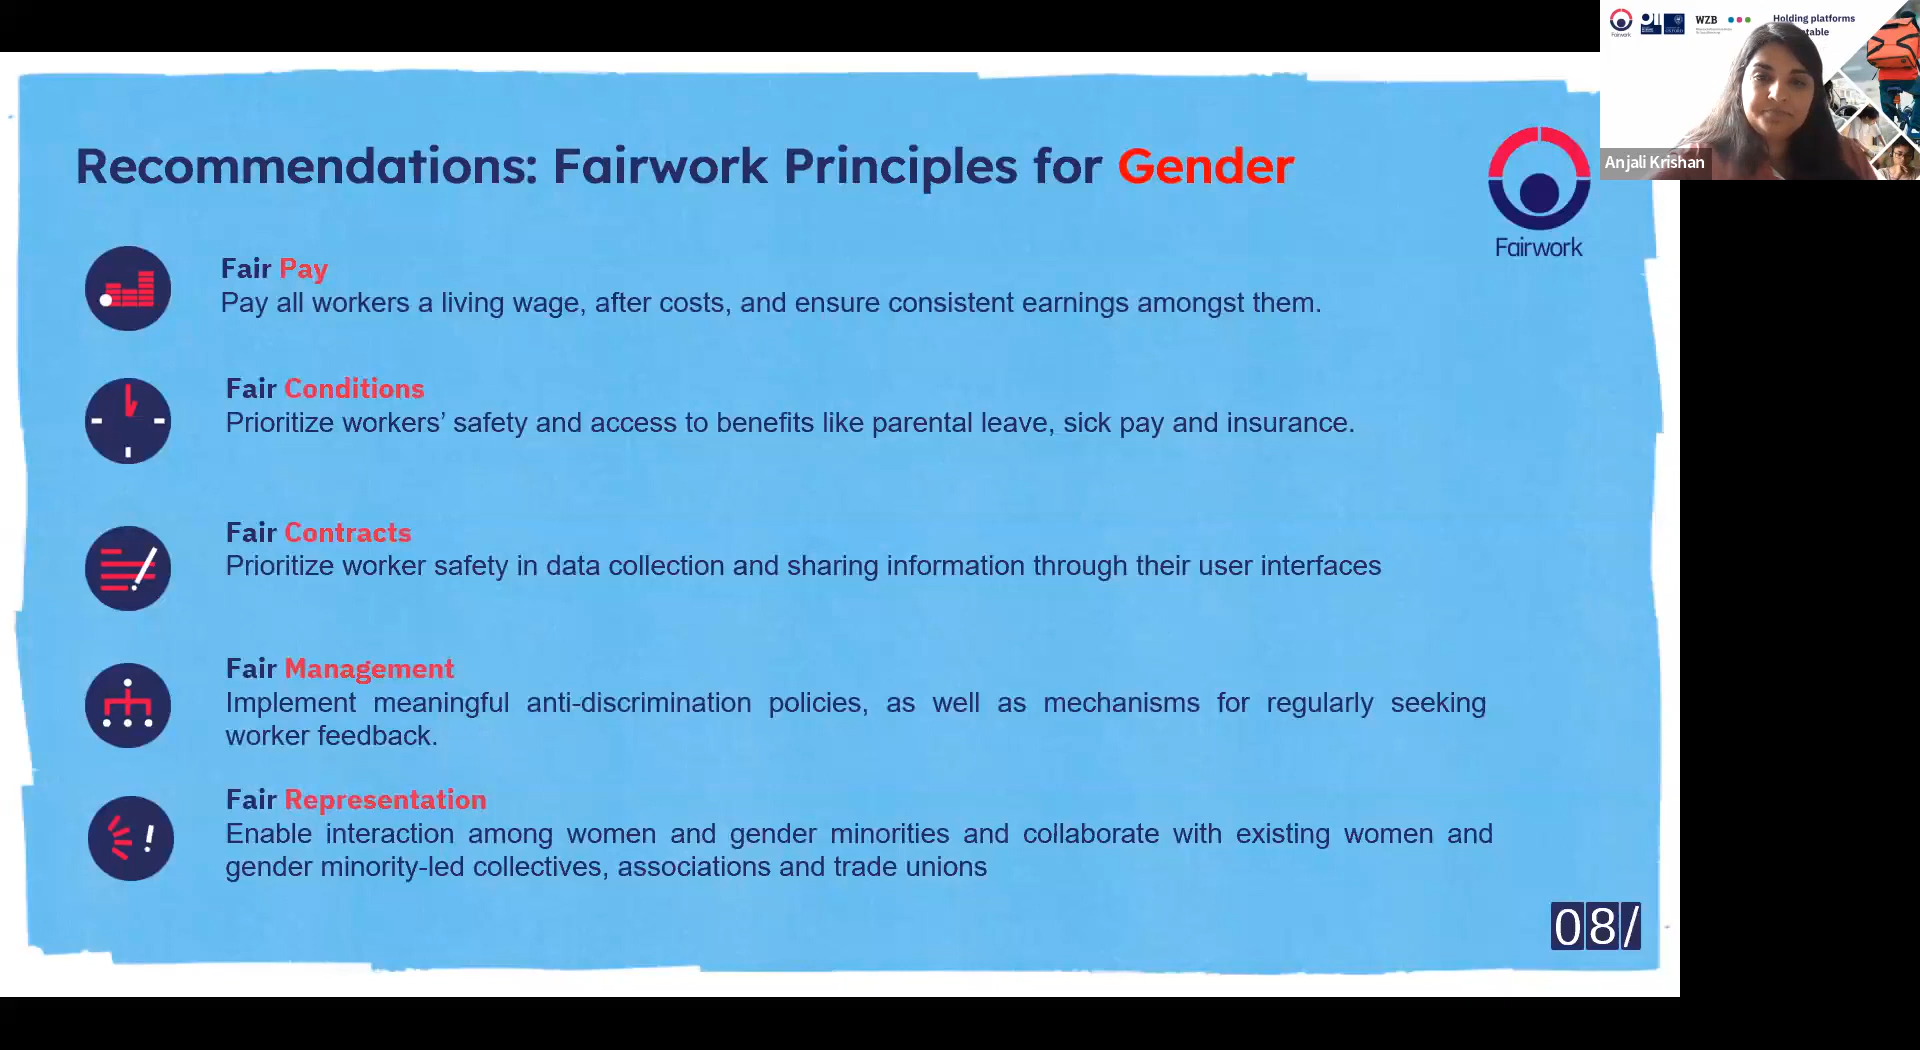 Recommendations: Fairwork Principles for Gender
Fairwork
Fair Pay
Pay all workers a living wage, after costs, and ensure consistent earnings amongst them.
Fair Conditions
Prioritize workers’ safety and access to benefits like parental leave, sick pay and insurance.
Fair Contracts
Prioritize worker safety in data collection and sharing information through their user interfaces
Fair Management
Implement meaningful anti-discrimination policies, as well as mechanisms for regularly seeking
worker feedback.
Fair Representation
Enable interaction among women and gender minorities and collaborate with existing women and
gender minority-led collectives, associations and trade unions
08/
Fairwork
WZB
Holding platforms
Anjali Krishan